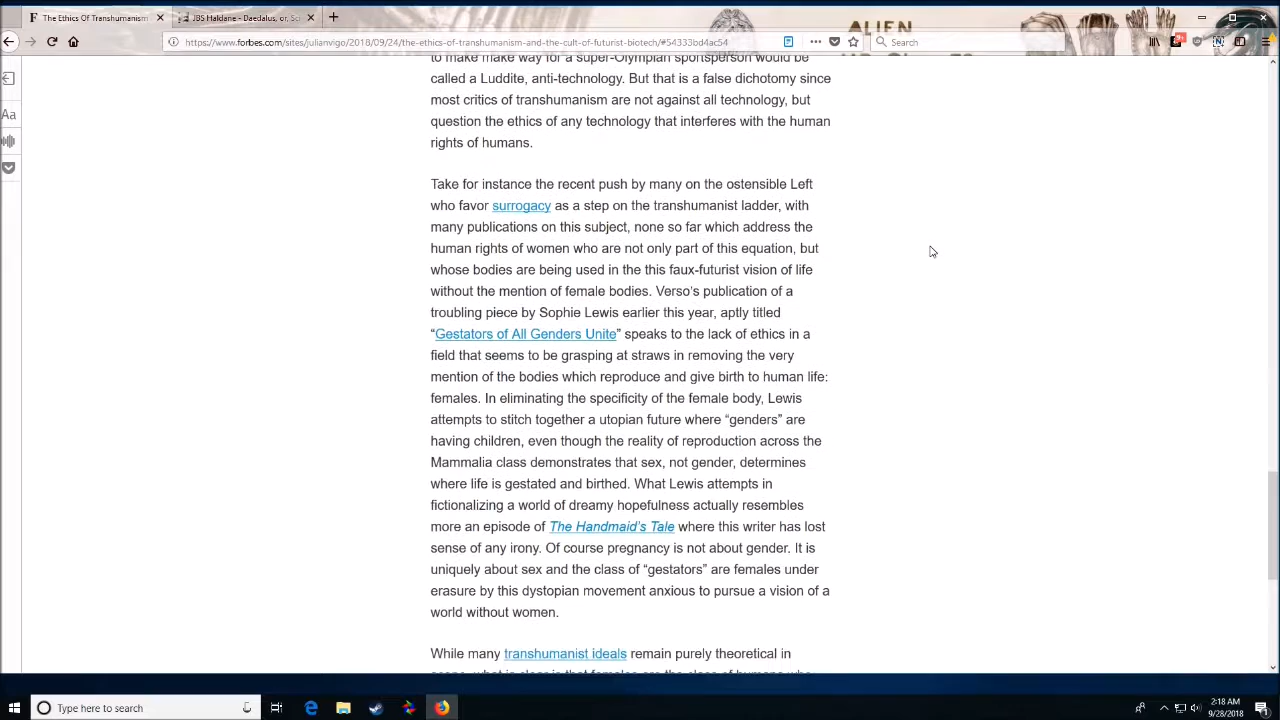 The Ethics Of Transhumanism
JBS Haldane - Daedalus, or, Sci
ALIEN
https://www.forbes.com/sites/julianvigo/2018/09/24/the-ethics-of-transhumanism-and-the-cult-of-futurist-biotech/#54333bd4ac54
Search
Aa
to make make way for a super-Olympian sportsperson would be
called a Luddite, anti-technology. But that is a false dichotomy since
most critics of transhumanism are not against all technology, but
question the ethics of any technology that interferes with the human
rights of humans.
Take for instance the recent push by many on the ostensible Left
who favor surrogacy as a step on the transhumanist ladder, with
many publications on this subject, none so far which address the
human rights of women who are not only part of this equation, but
whose bodies are being used in the this faux-futurist vision of life
without the mention of female bodies. Verso's publication of a
troubling piece by Sophie Lewis earlier this year, aptly titled
“Gestators of All Genders Unite” speaks to the lack of ethics in a
field that seems to be grasping at straws in removing the very
mention of the bodies which reproduce and give birth to human life:
females. In eliminating the specificity of the female body, Lewis
attempts to stitch together a utopian future where “genders” are
having children, even though the reality of reproduction across the
Mammalia class demonstrates that sex, not gender, determines
where life is gestated and birthed. What Lewis attempts in
fictionalizing a world of dreamy hopefulness actually resembles
more an episode of The Handmaid's Tale where this writer has lost
sense of any irony. Of course pregnancy is not about gender. It is
uniquely about sex and the class of “gestators” are females under
erasure by this dystopian movement anxious to pursue a vision of a
world without women.
While many transhumanist ideals remain purely theoretical in
Type here to search
2:18 AM
9/28/2018